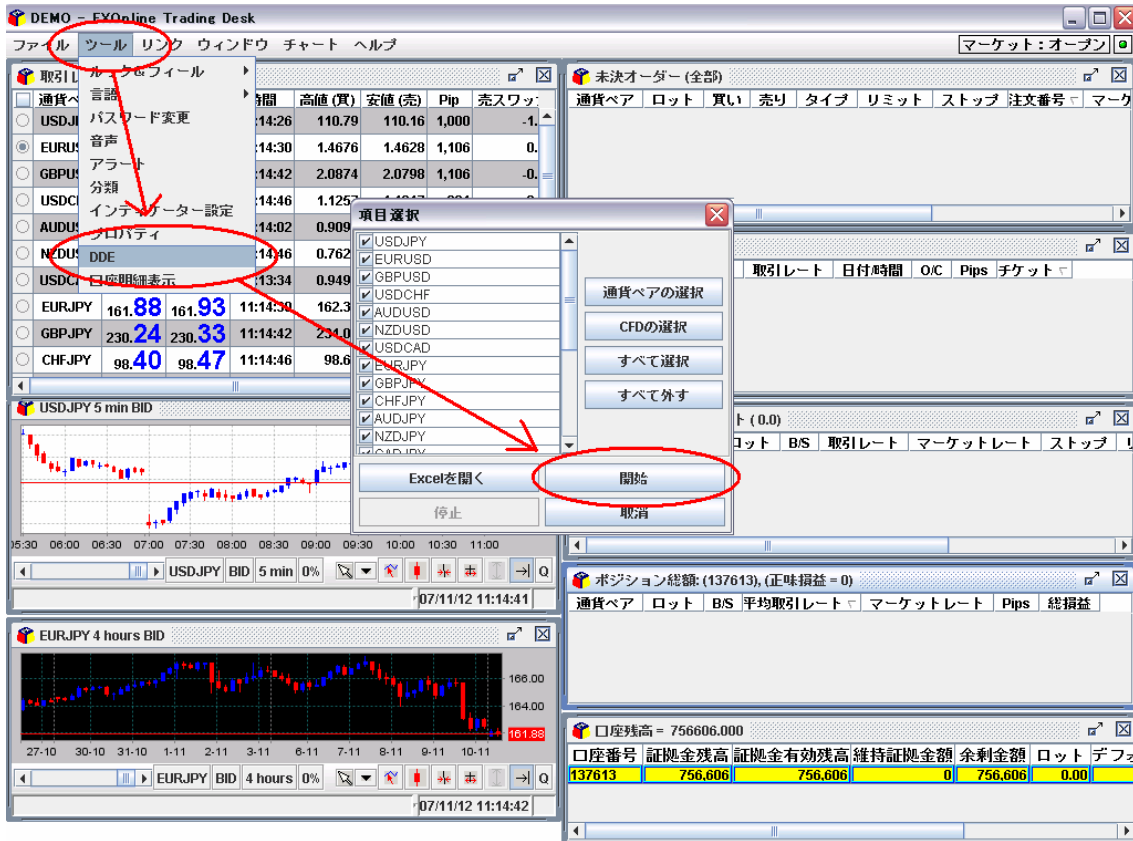 DEMO - FXOnline Trading Desk
ファイル ツール リンク ウィンドウ チャート ヘルプ
マーケット：オープン
ルック&フィール
言語
パスワード変更
音声
アラート
分類
インディケーター設定
プロパティ
DDE
口座明細表示
取引
通貨ペ 時間 高値(買) 安値(売) Pip 売スワッ
:14:26 110.79 110.16 1,000 -1.
:14:30 1.4676 1.4628 1,106 0.
:14:42 2.0874 2.0798 1,106 -0.
:14:46
:14:02 0.909
:14:46 0.762
:13:34 0.949
EURJPY 161.88 161.93 11:14:39 162.3
GBPJPY 230.24 230.33 11:14:42
CHFJPY 98.40 98.47 11:14:46 98.6
項目選択
USDJPY
EURUSD
GBPUSD
USDCHF
AUDUSD
NZDUSD
USDCAD
EURJPY
GBPJPY
CHFJPY
AUDJPY
NZDJPY
CADJPY
通貨ペアの選択
CFDの選択
すべて選択
すべて外す
Excelを開く 開始
停止 取消
未決オーダー (全部)
通貨ペア ロット 買い 売り タイプ リミット ストップ 注文番号 マーケ
取引レート 日付/時間 O/C Pips チケット
ト ( 0.0)
ロット B/S 取引レート マーケットレート ストップ リ
USDJPY 5 min BID
05:30 06:00 06:30 07:00 07:30 08:00 08:30 09:00 09:30 10:00 10:30 11:00
USDJPY BID 5 min 0% Q
07/11/12 11:14:41
EURJPY 4 hours BID
166.00
164.00
161.88
27-10 30-10 31-10 1-11 2-11 3-11 6-11 7-11 8-11 9-11 10-11
EURJPY BID 4 hours 0% Q
07/11/12 11:14:42
ポジション総額: (137613), (正味損益 = 0)
通貨ペア ロット B/S 平均取引レート マーケットレート Pips 総損益
口座残高 = 756606.000
口座番号 証拠金残高 証拠金有効残高 維持証拠金額 余剰金額 ロット デフォ
137613 756,606 756,606 0 756,606 0.00